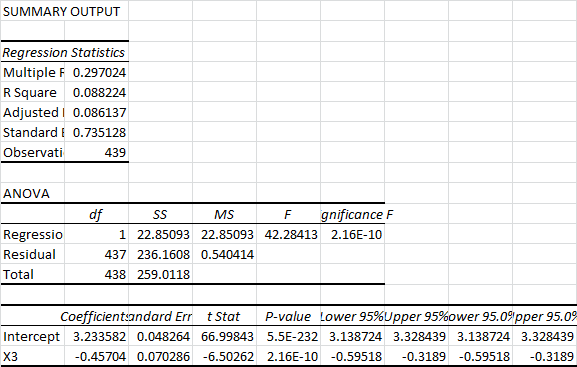 SUMMARY OUTPUT
Regression Statistics
Multiple F 0.297024
R Square 0.088224
Adjusted I 0.086137
Standard E 0.735128
Observati 439
ANOVA
df SS MS F gnificance F
Regressio 1 22.85093 22.85093 42.28413 2.16E-10
Residual 437 236.1608 0.540414
Total 438 259.0118
Coefficients andard Err t Stat P-value Lower 95% Upper 95% ower 95.0% pper 95.0%
Intercept 3.233582 0.048264 66.99843 5.5E-232 3.138724 3.328439 3.138724 3.328439
X3 -0.45704 0.070286 -6.50262 2.16E-10 -0.59518 -0.3189 -0.59518 -0.3189